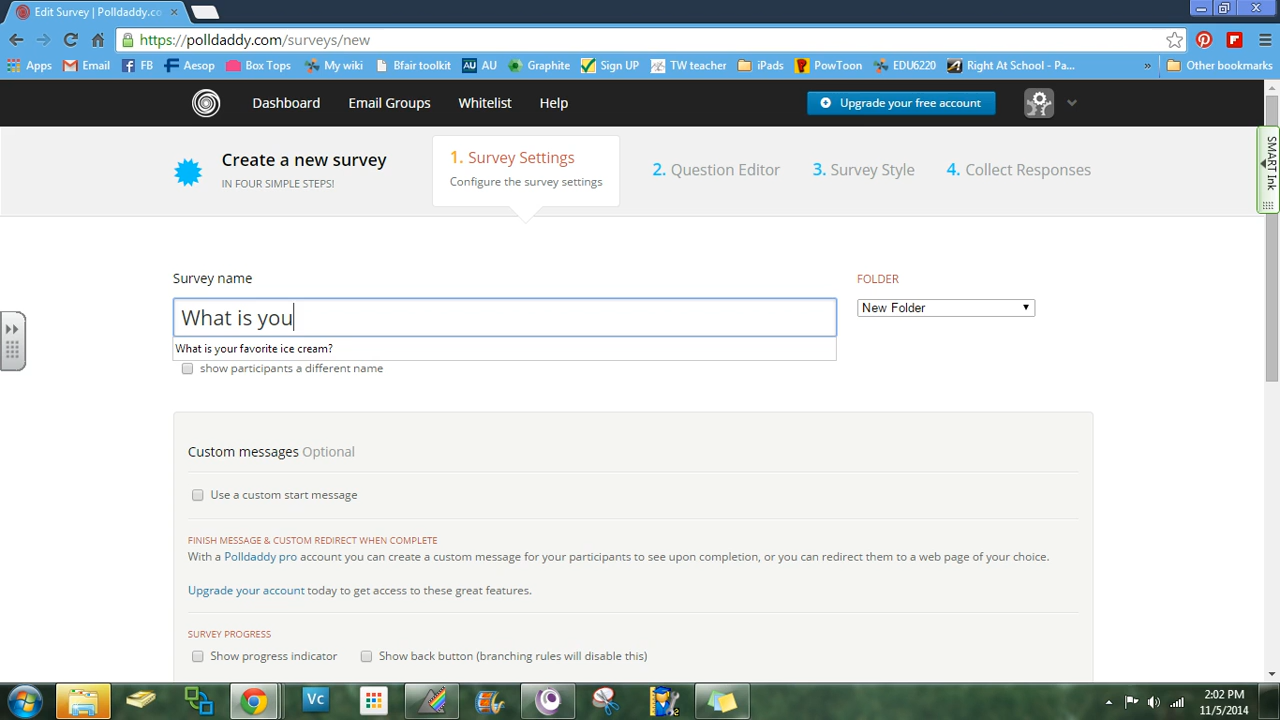 Edit Survey | Polldaddy.co
https://polldaddy.com/surveys/new
Apps Email FB Aesop Box Tops My wiki Bfair toolkit AU Graphite Sign UP TW teacher iPads PowToon EDU6220 Right At School - Pa... » Other bookmarks
Dashboard Email Groups Whitelist Help Upgrade your free account
Create a new survey
IN FOUR SIMPLE STEPS!
1. Survey Settings
Configure the survey settings
2. Question Editor 3. Survey Style 4. Collect Responses
SMART Ink
Survey name
FOLDER
What is you
New Folder
What is your favorite ice cream?
show participants a different name
Custom messages Optional
Use a custom start message
FINISH MESSAGE & CUSTOM REDIRECT WHEN COMPLETE
With a Polldaddy pro account you can create a custom message for your participants to see upon completion, or you can redirect them to a web page of your choice.
Upgrade your account today to get access to these great features.
SURVEY PROGRESS
Show progress indicator Show back button (branching rules will disable this)
Vc
2:02 PM
11/5/2014